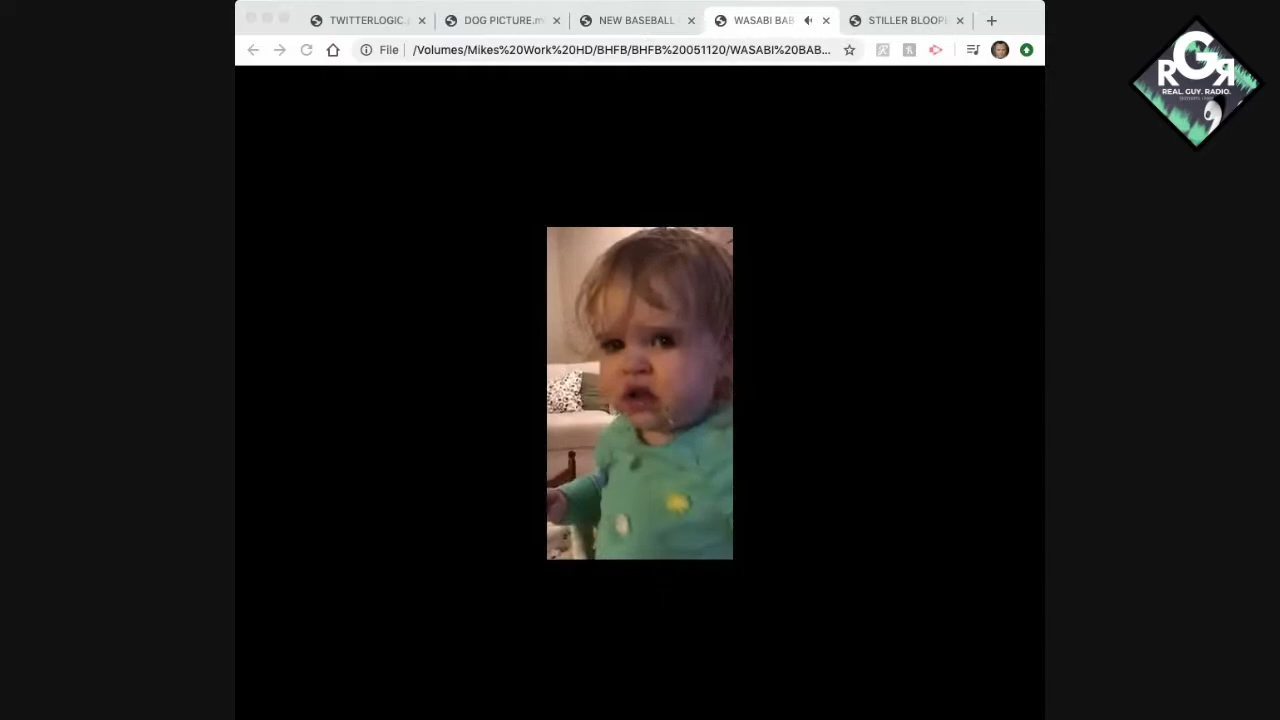 TWITTERLOGIC.
DOG PICTURE.m
NEW BASEBALL
WASABI BAB
STILLER BLOOP
File
/Volumes/Mikes%20Work%20HD/BHFB/BHFB%20051120/WASABI%20BAB...
RGR
REAL. GUY. RADIO.